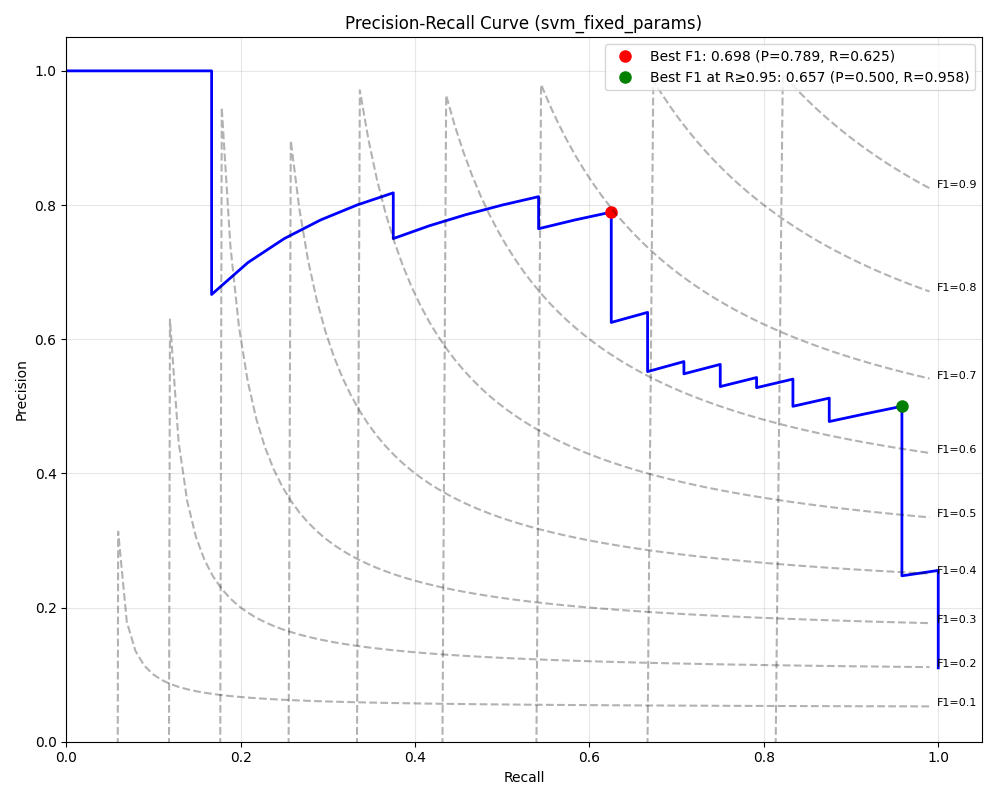 Precision-Recall Curve (svm_fixed_params)
Best F1: 0.698 (P=0.789, R=0.625)
Best F1 at R≥0.95: 0.657 (P=0.500, R=0.958)
1.0
0.8
0.6
0.4
0.2
0.0
Precision
F1=0.9
F1=0.8
F1=0.7
F1=0.6
F1=0.5
F1=0.4
F1=0.3
F1=0.2
F1=0.1
0.0 0.2 0.4 0.6 0.8 1.0
Recall